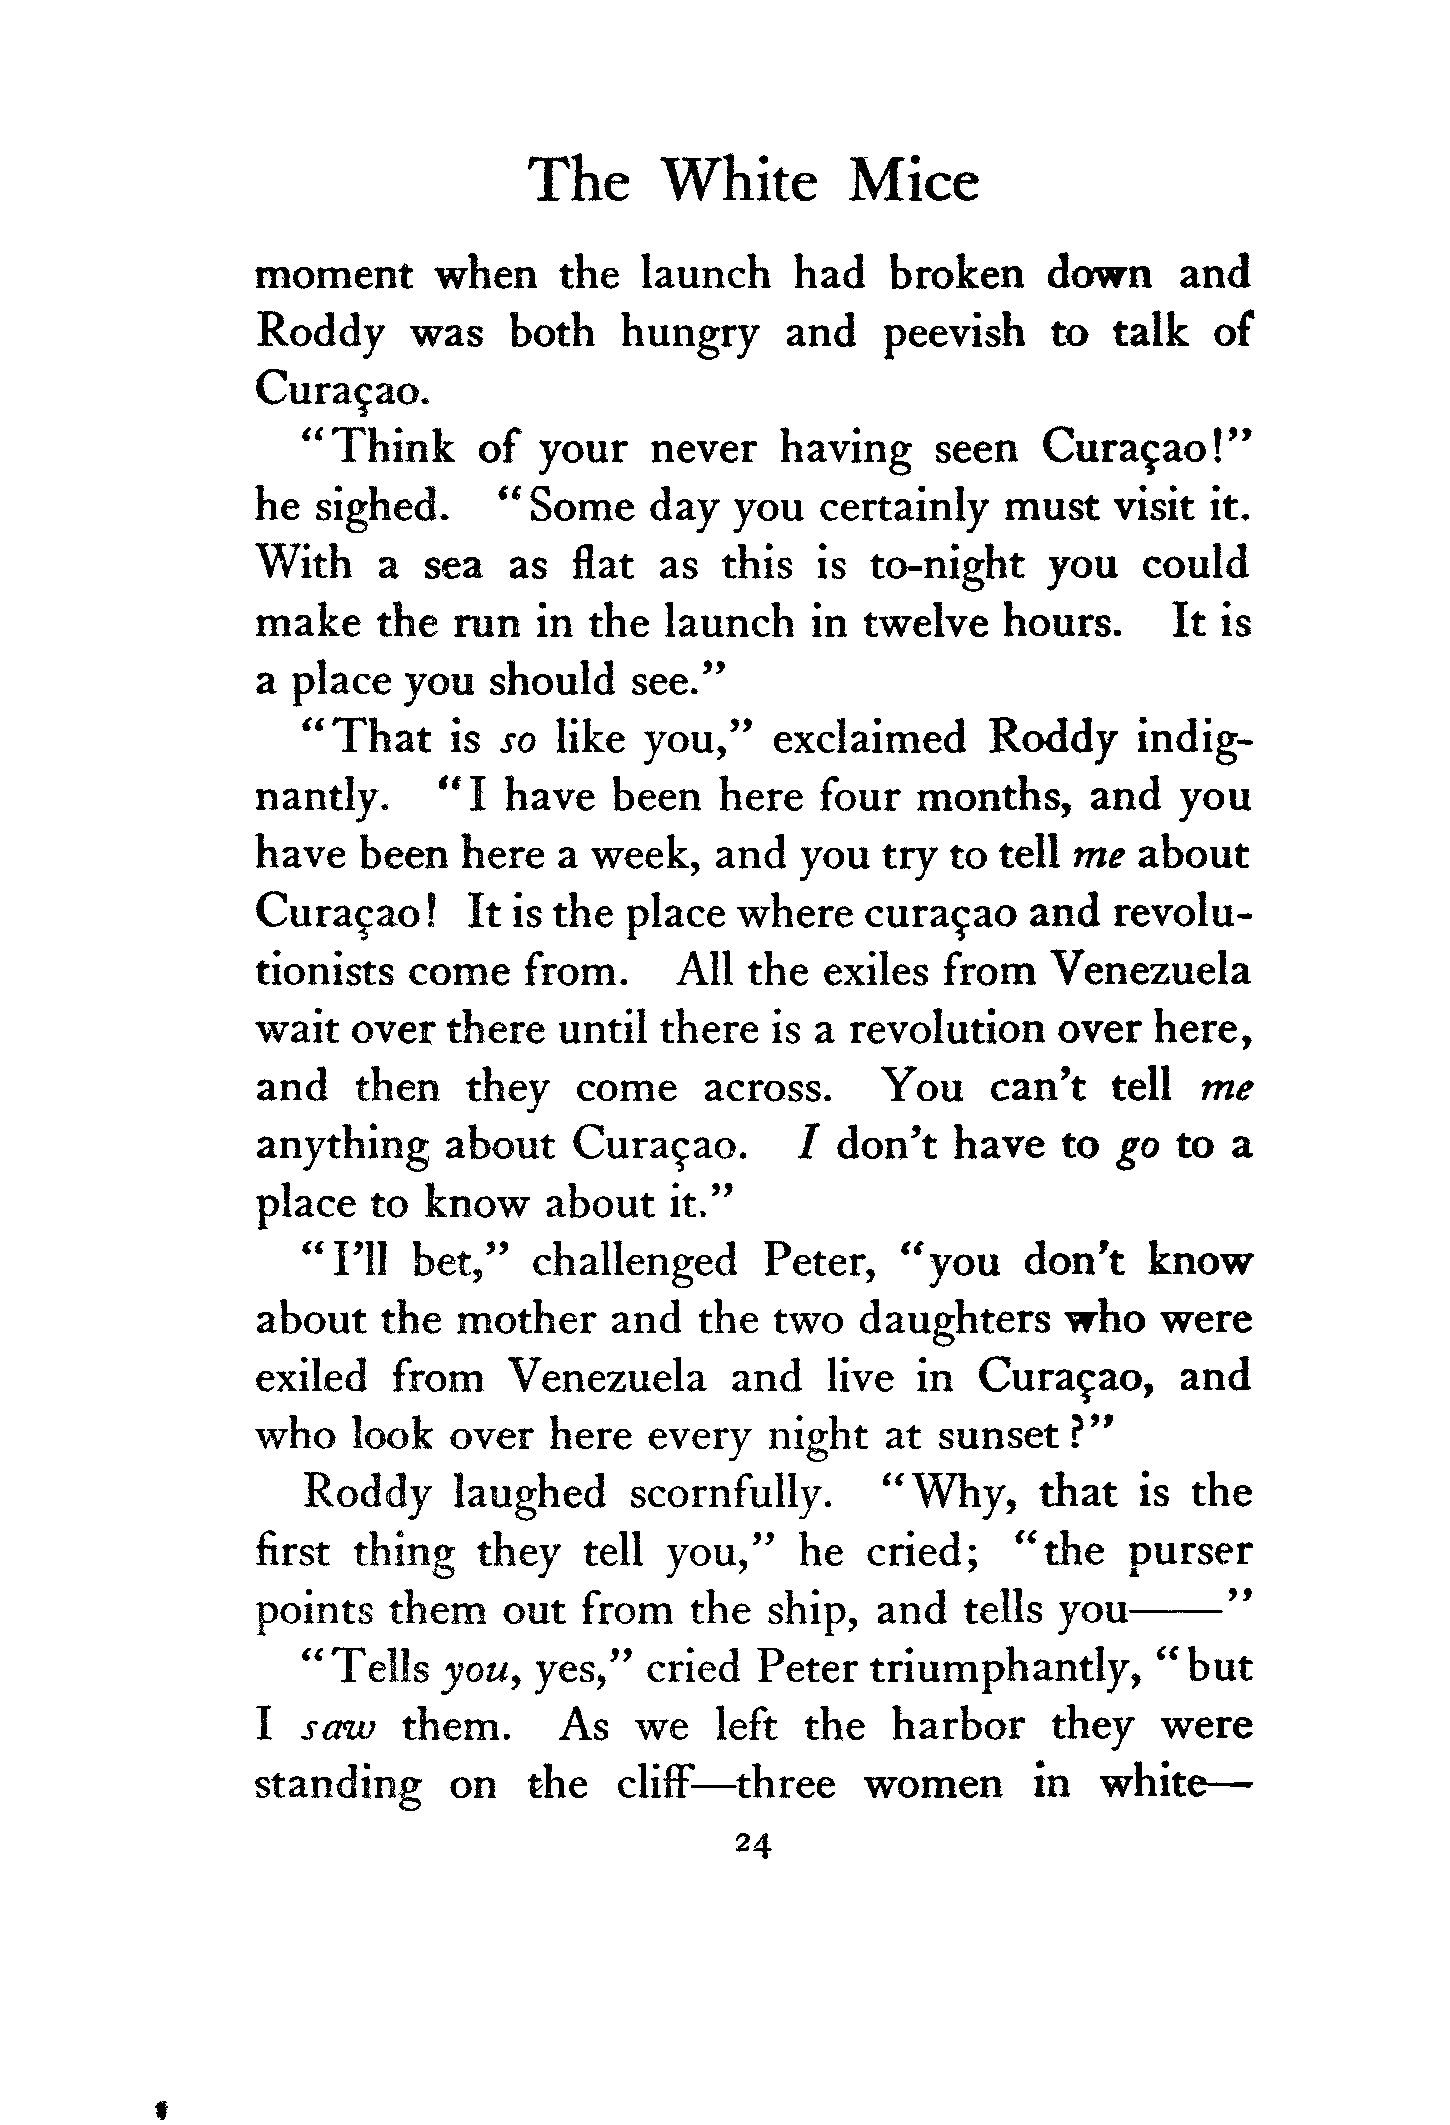 The White Mice
moment when the launch had broken down and
Roddy was both hungry and peevish to talk of
Curaçao.
"Think of your never having seen Curaçao!"
he sighed. "Some day you certainly must visit it.
With a sea as flat as this is to-night you could
make the run in the launch in twelve hours. It is
a place you should see."
"That is so like you," exclaimed Roddy indig-
nantly. "I have been here four months, and you
have been here a week, and you try to tell me about
Curaçao! It is the place where curaçao and revolu-
tionists come from. All the exiles from Venezuela
wait over there until there is a revolution over here,
and then they come across. You can't tell me
anything about Curaçao. I don't have to go to a
place to know about it."
"I'll bet," challenged Peter, "you don't know
about the mother and the two daughters who were
exiled from Venezuela and live in Curaçao, and
who look over here every night at sunset?"
Roddy laughed scornfully. "Why, that is the
first thing they tell you," he cried; "the purser
points them out from the ship, and tells you——"
"Tells you, yes," cried Peter triumphantly, "but
I saw them. As we left the harbor they were
standing on the cliff—three women in white—
24